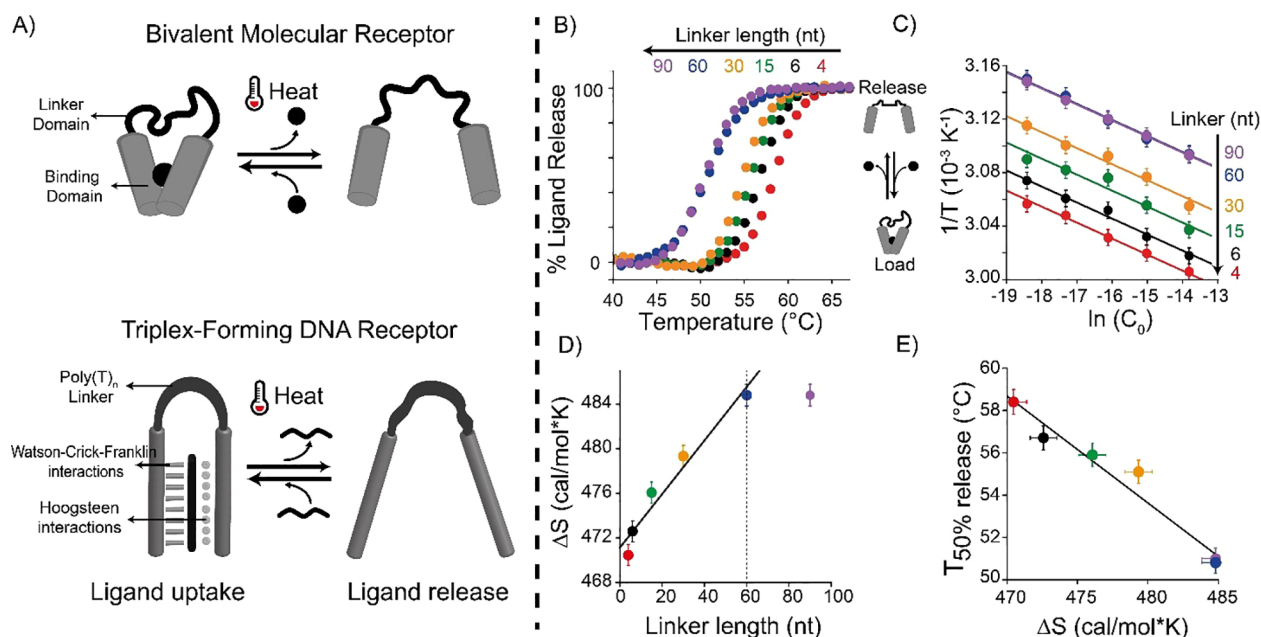 A)
Bivalent Molecular Receptor
Linker
Domain
Heat
Binding
Domain
Triplex-Forming DNA Receptor
Poly(T)n
Linker
Heat
Watson-Crick-Franklin
interactions
Hoogsteen
interactions
Ligand uptake
Ligand release
B)
Linker length (nt)
90 60 30 15 6 4
% Ligand Release
100
0
40 45 50 55 60 65
Temperature (°C)
Release
Load
C)
1/T (10⁻³ K⁻¹)
3.16
3.12
3.08
3.04
3.00
-19 -18 -17 -16 -15 -14 -13
ln (C₀)
Linker (nt)
90
60
30
15
6
4
D)
ΔS (cal/mol*K)
484
480
476
472
468
0 20 40 60 80 100
Linker length (nt)
E)
T50% release (°C)
60
58
56
54
52
50
470 475 480 485
ΔS (cal/mol*K)